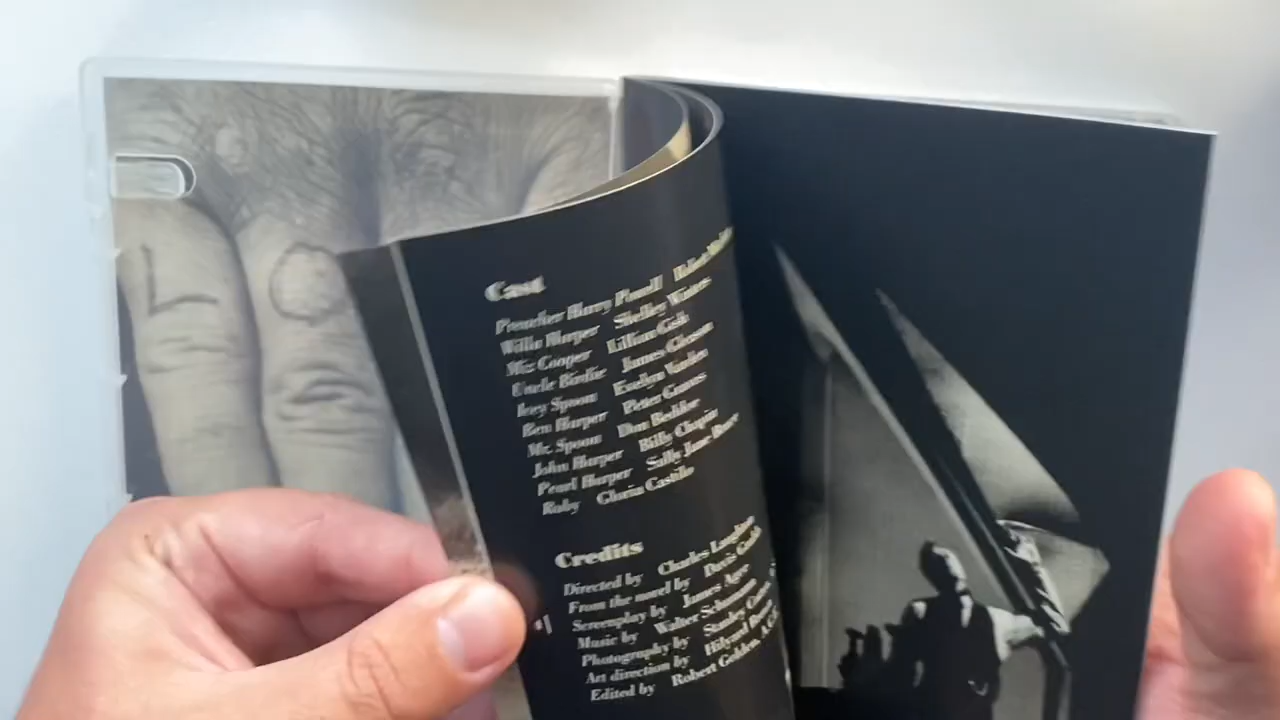 L O
Cast
Preacher Harry Powell Robert
Willa Harper Shelley Winters
Miz Cooper Lillian Gish
Uncle Birdie James Gleason
Icey Spoon Evelyn Varden
Ben Harper Peter Graves
Mr. Spoon Don Beddoe
John Harper Billy Chapin
Pearl Harper Sally Jane Bruce
Ruby Gloria Castillo
Credits
Directed by Charles Laughton
From the novel by Davis Grubb
Screenplay by James Agee
Music by Walter Schumann
Photography by Stanley Cortez
Art direction by Hilyard Brown
Edited by Robert Golden